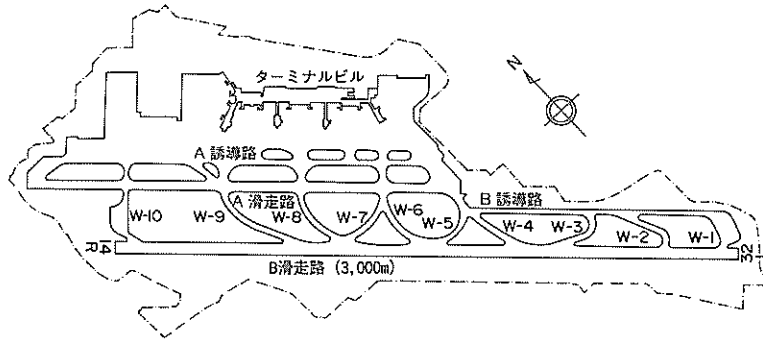 ターミナルビル
N
A 誘導路
A 滑走路
B 誘導路
W-10
W-9
W-8
W-7
W-6
W-5
W-4
W-3
W-2
W-1
14R
32
B滑走路 (3,000m)